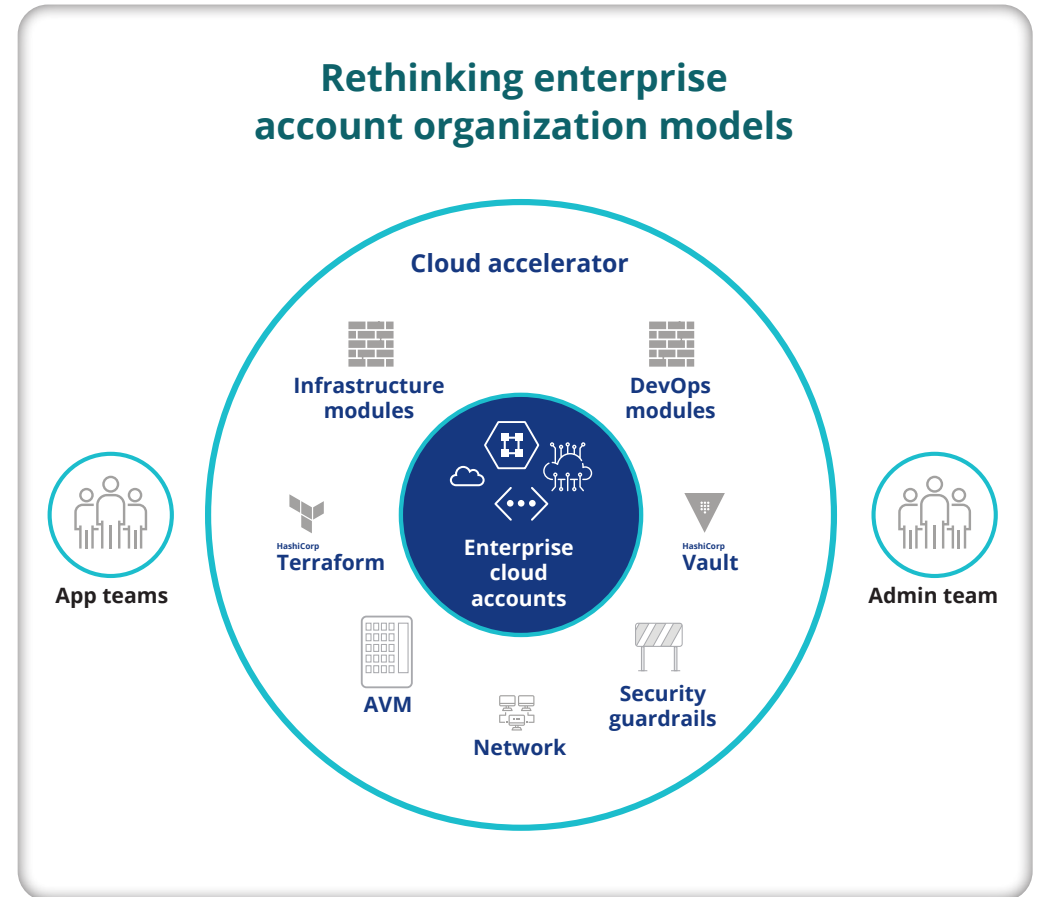 Rethinking enterprise
account organization models
Cloud accelerator
Infrastructure
modules
DevOps
modules
HashiCorp
Terraform
Enterprise
cloud
accounts
HashiCorp
Vault
App teams
Admin team
AVM
Network
Security
guardrails